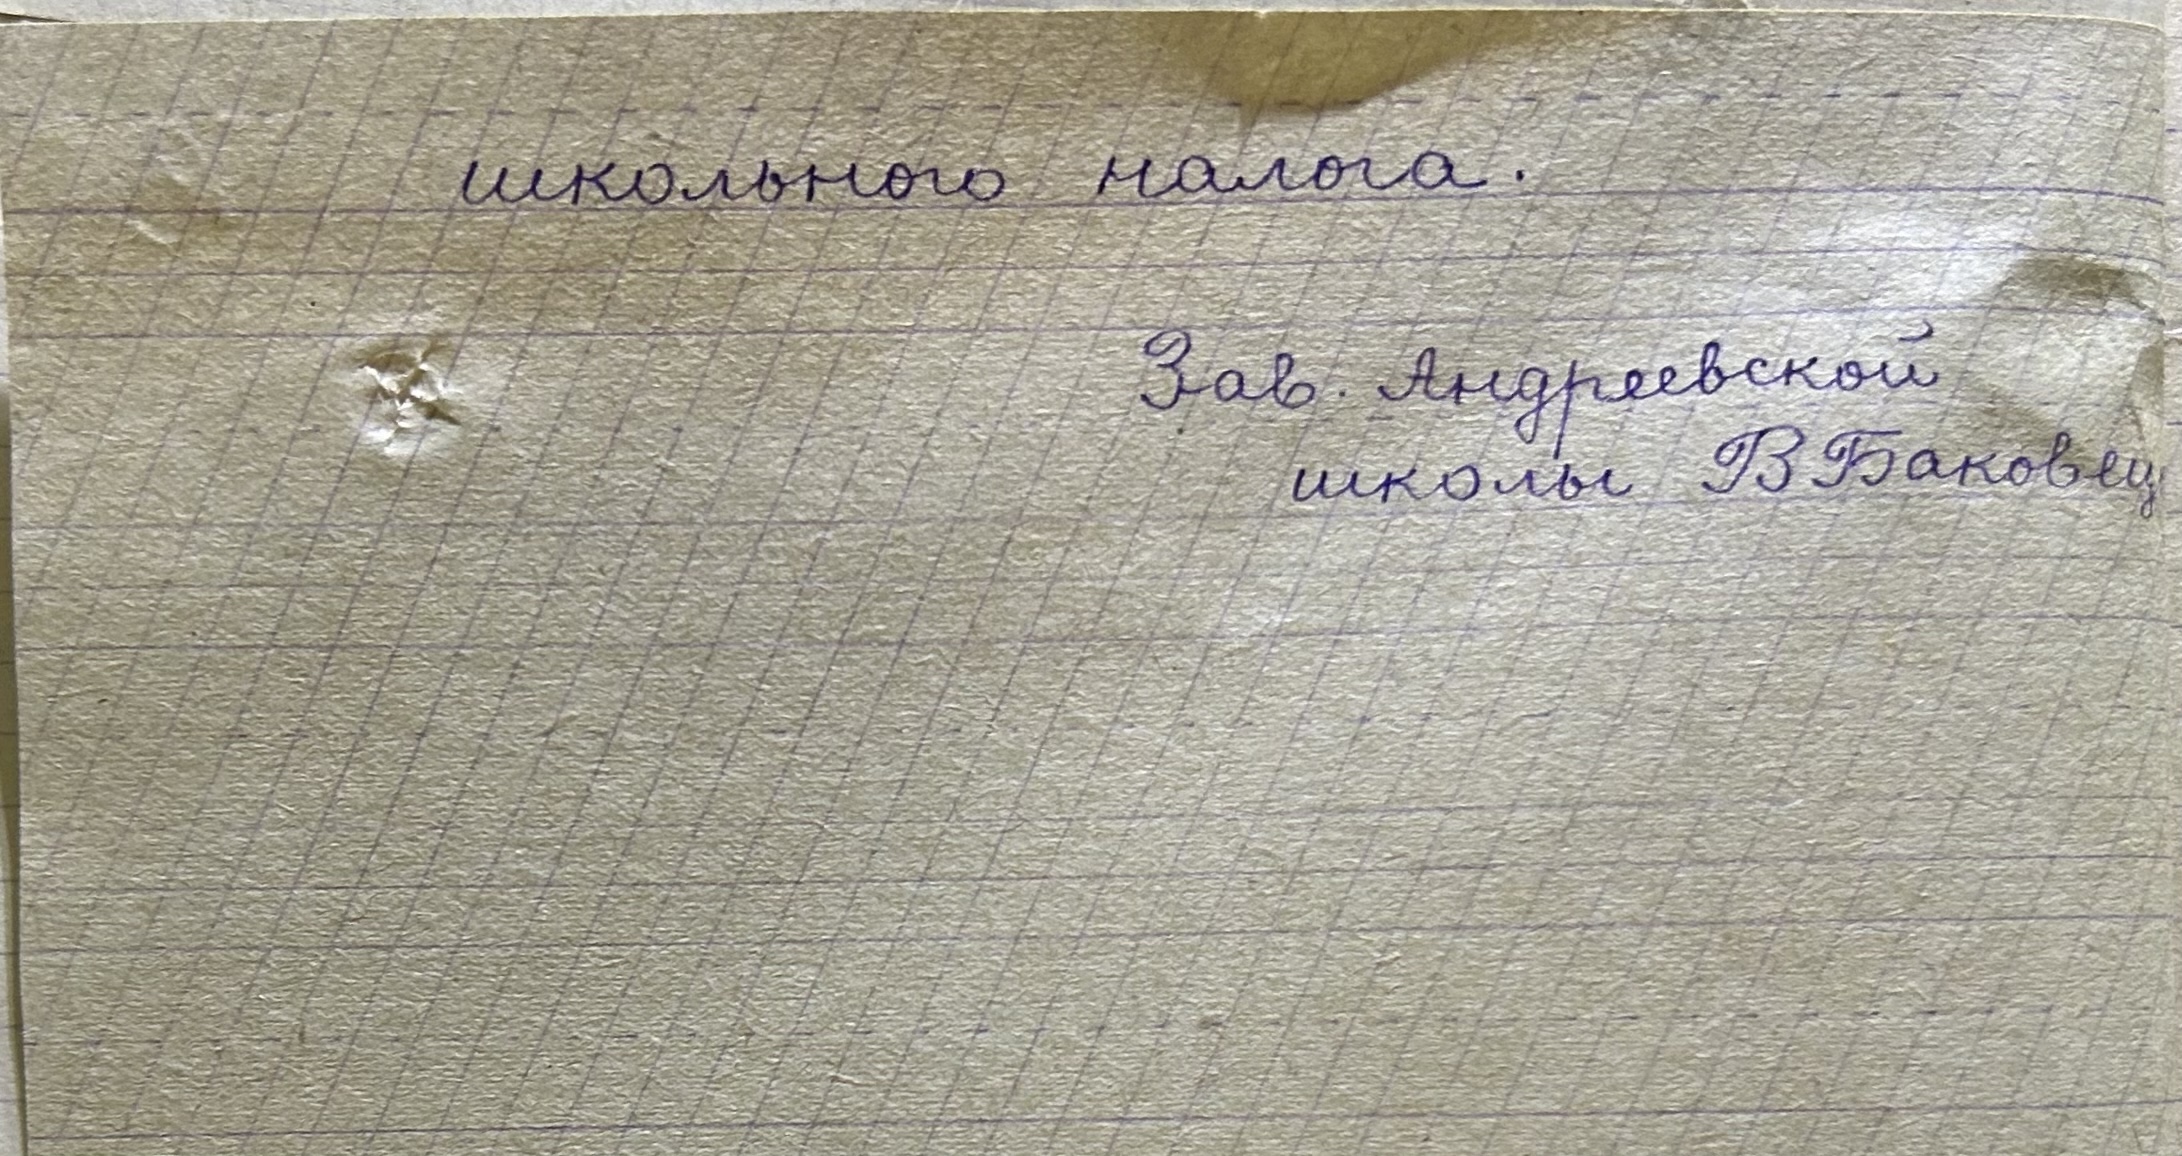 школьного налога.
Зав. Андреевской
школы В Баковец